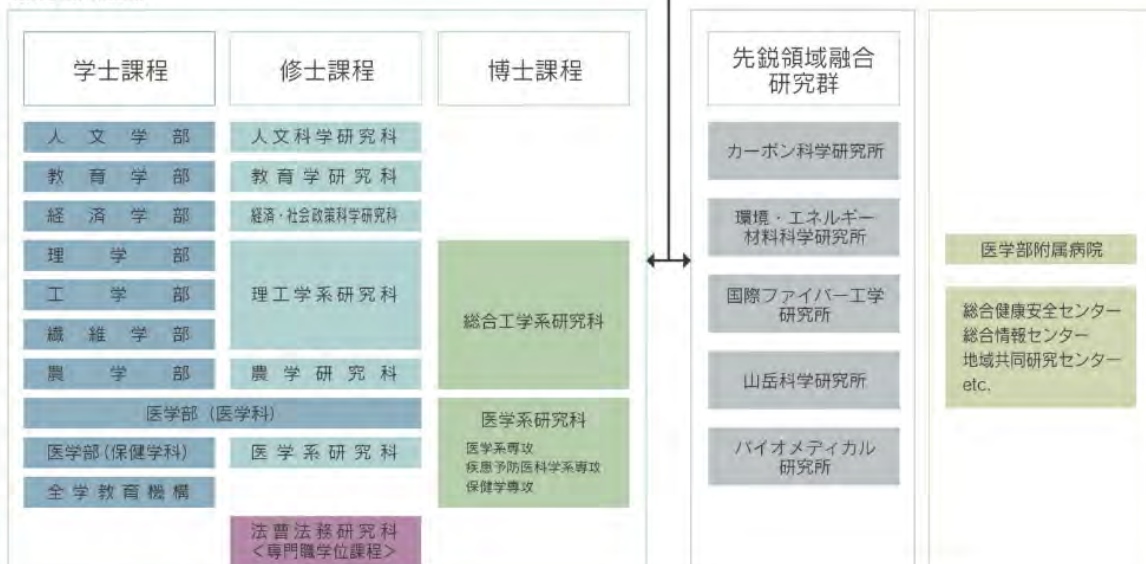 学士課程
人文学部
教育学部
経済学部
理学部
工学部
繊維学部
農学部
医学部(医学科)
医学部(保健学科)
全学教育機構
修士課程
人文科学研究科
教育学研究科
経済・社会政策科学研究科
理工学系研究科
農学研究科
医学系研究科
法曹法務研究科
<専門職学位課程>
博士課程
総合工学系研究科
医学系研究科
医学系専攻
疾患予防医科学系専攻
保健学専攻
先鋭領域融合
研究群
カーボン科学研究所
環境・エネルギー
材料科学研究所
国際ファイバー工学
研究所
山岳科学研究所
バイオメディカル
研究所
医学部附属病院
総合健康安全センター
総合情報センター
地域共同研究センター
etc.